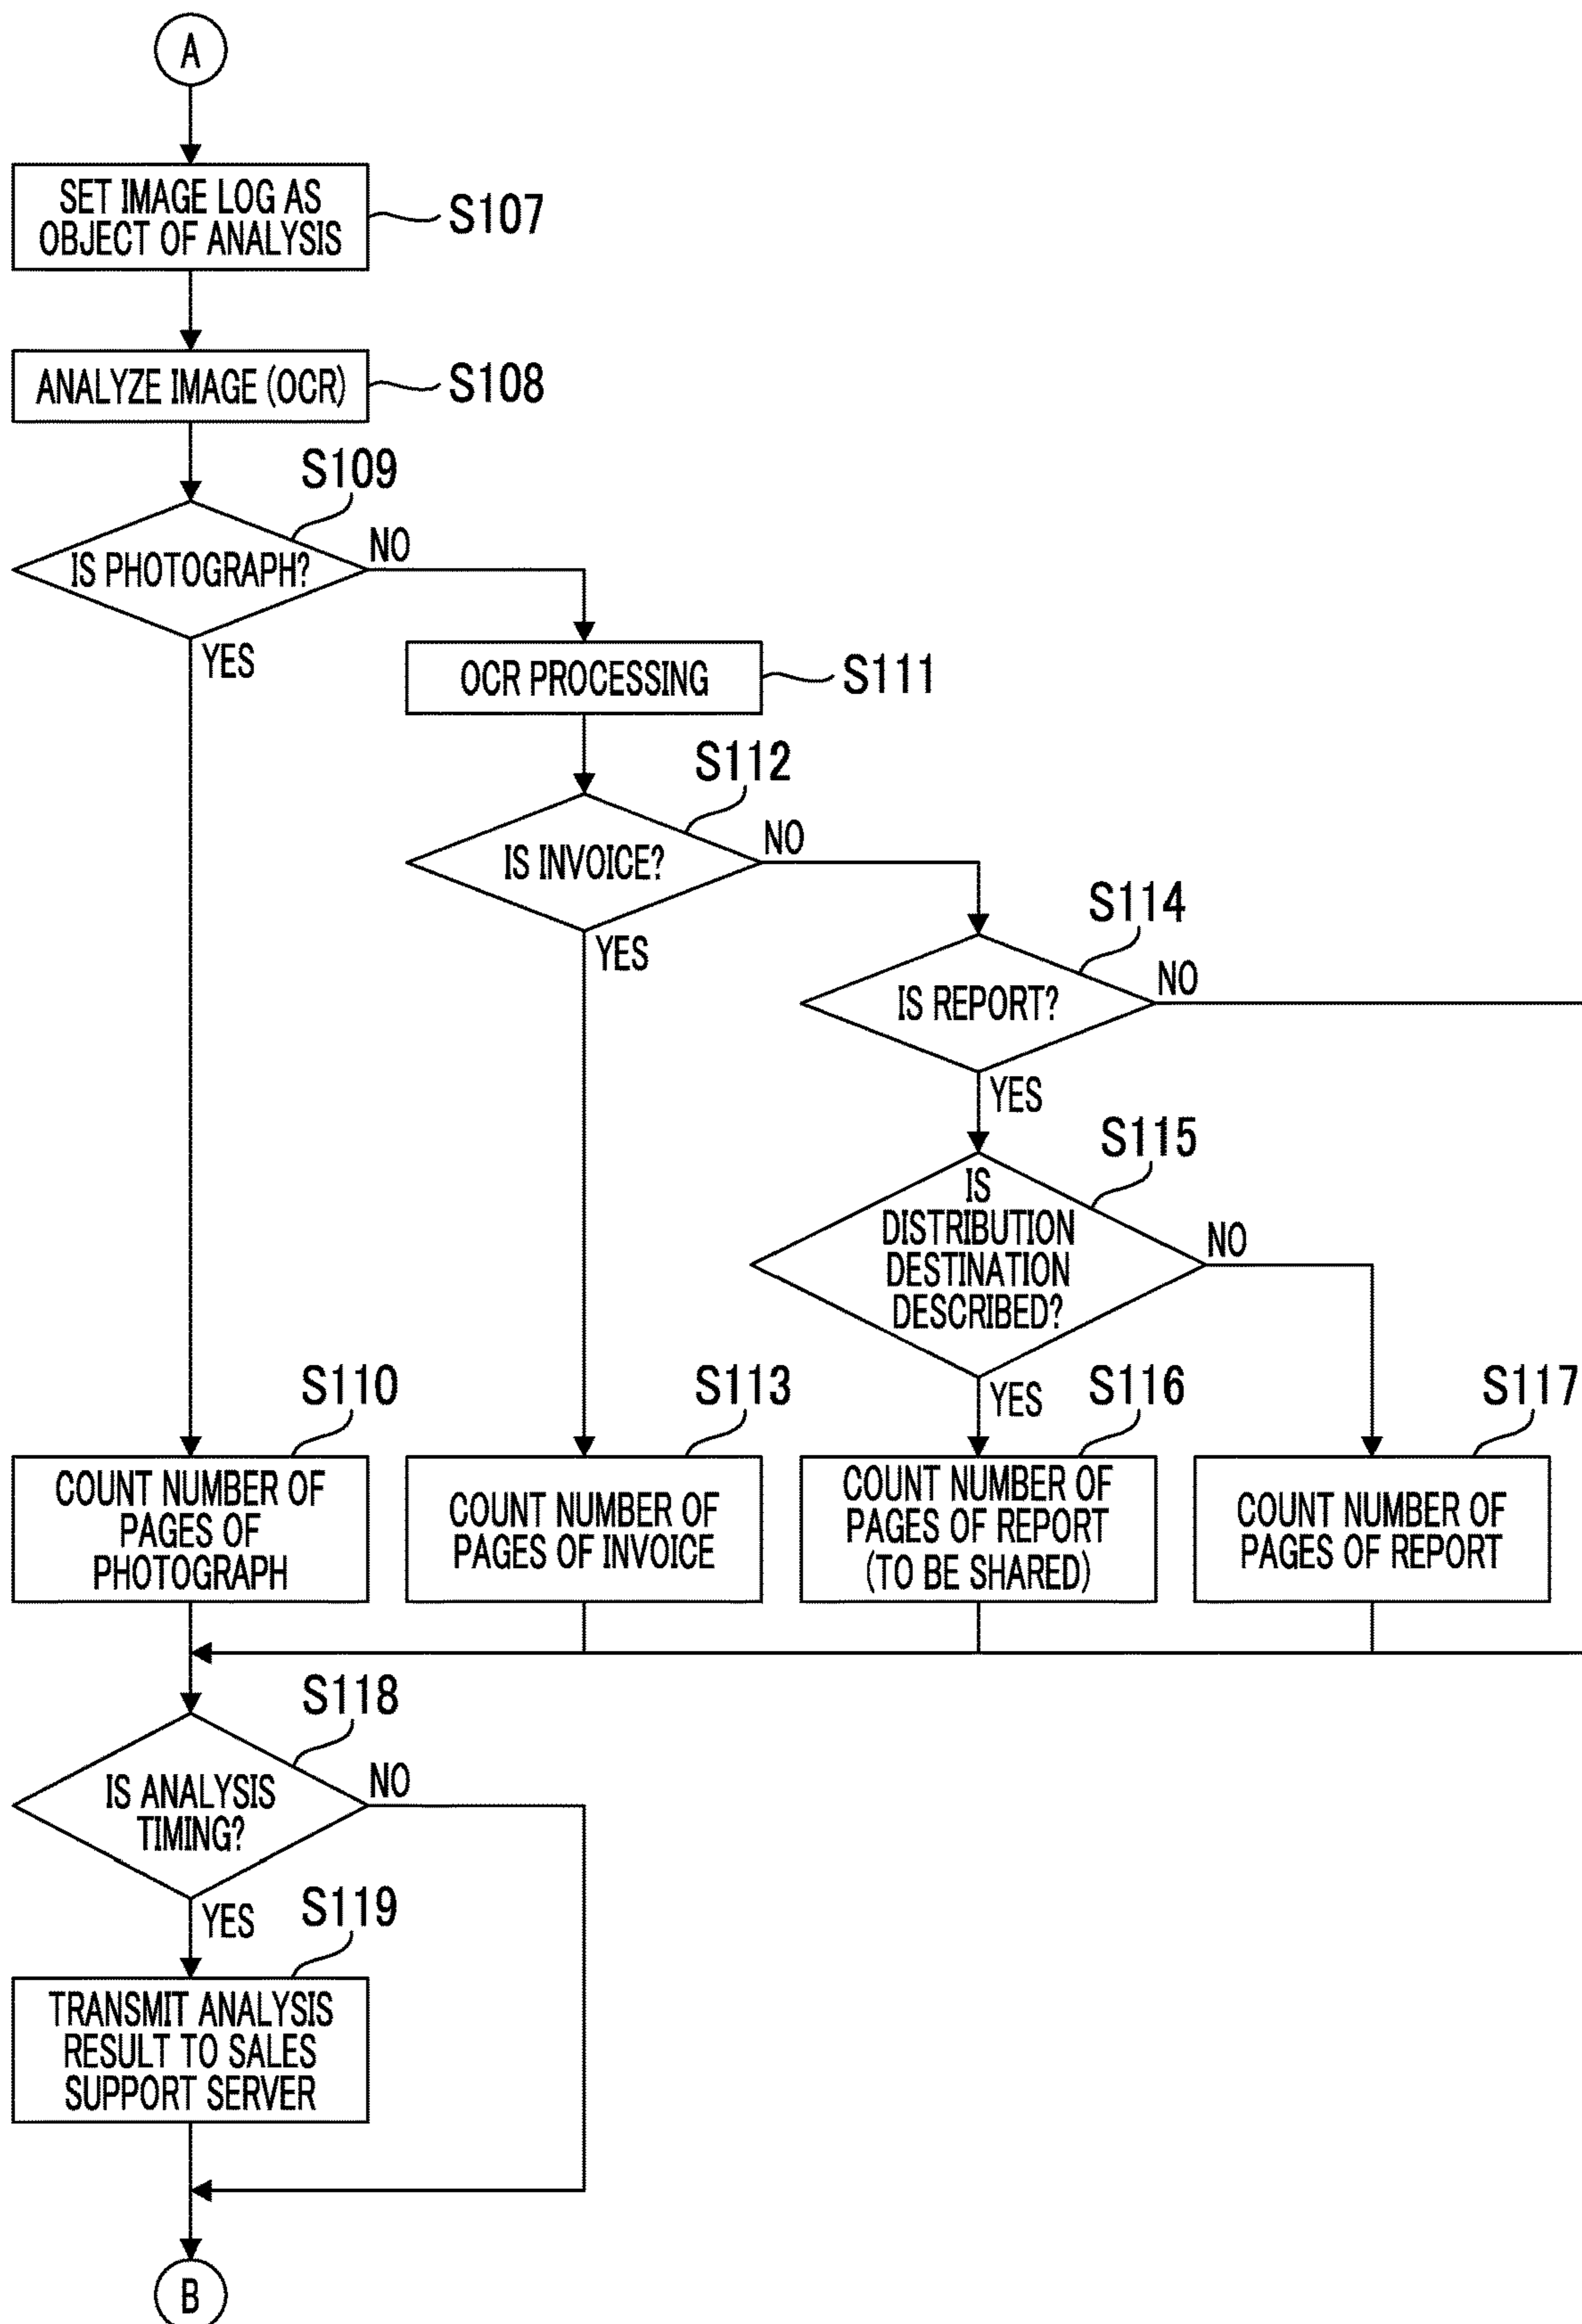 A
SET IMAGE LOG AS
OBJECT OF ANALYSIS
S107
ANALYZE IMAGE (OCR)
S108
S109
IS PHOTOGRAPH?
NO
YES
OCR PROCESSING
S111
S112
IS INVOICE?
NO
YES
S114
IS REPORT?
NO
YES
S115
IS
DISTRIBUTION
DESTINATION
DESCRIBED?
NO
YES
S110
COUNT NUMBER OF
PAGES OF
PHOTOGRAPH
S113
COUNT NUMBER OF
PAGES OF INVOICE
S116
COUNT NUMBER OF
PAGES OF REPORT
(TO BE SHARED)
S117
COUNT NUMBER OF
PAGES OF REPORT
S118
IS ANALYSIS
TIMING?
NO
YES
S119
TRANSMIT ANALYSIS
RESULT TO SALES
SUPPORT SERVER
B